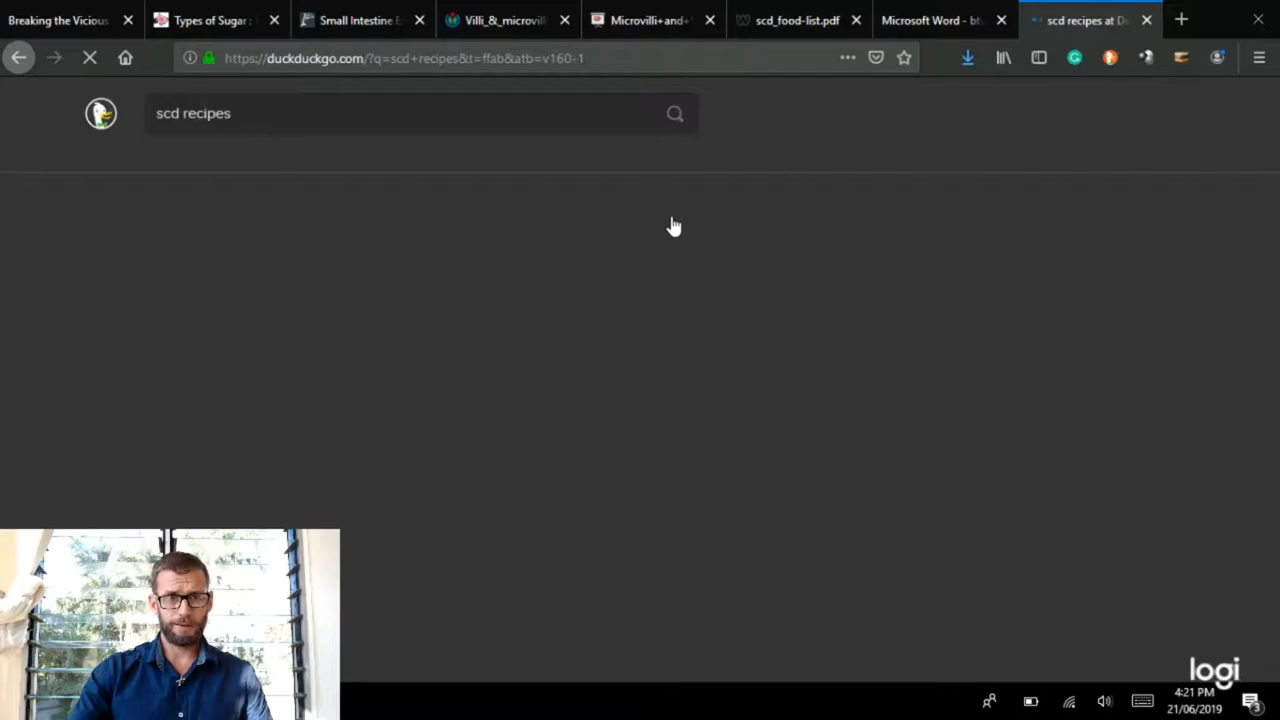 Breaking the Vicious
Types of Sugar :
Small Intestine E
Villi_&_microvill
Microvilli+and+
scd_food-list.pdf
Microsoft Word - bt
scd recipes at D
https://duckduckgo.com/?q=scd+recipes&t=ffab&atb=v160-1
scd recipes
logi
4:21 PM
21/06/2019
3